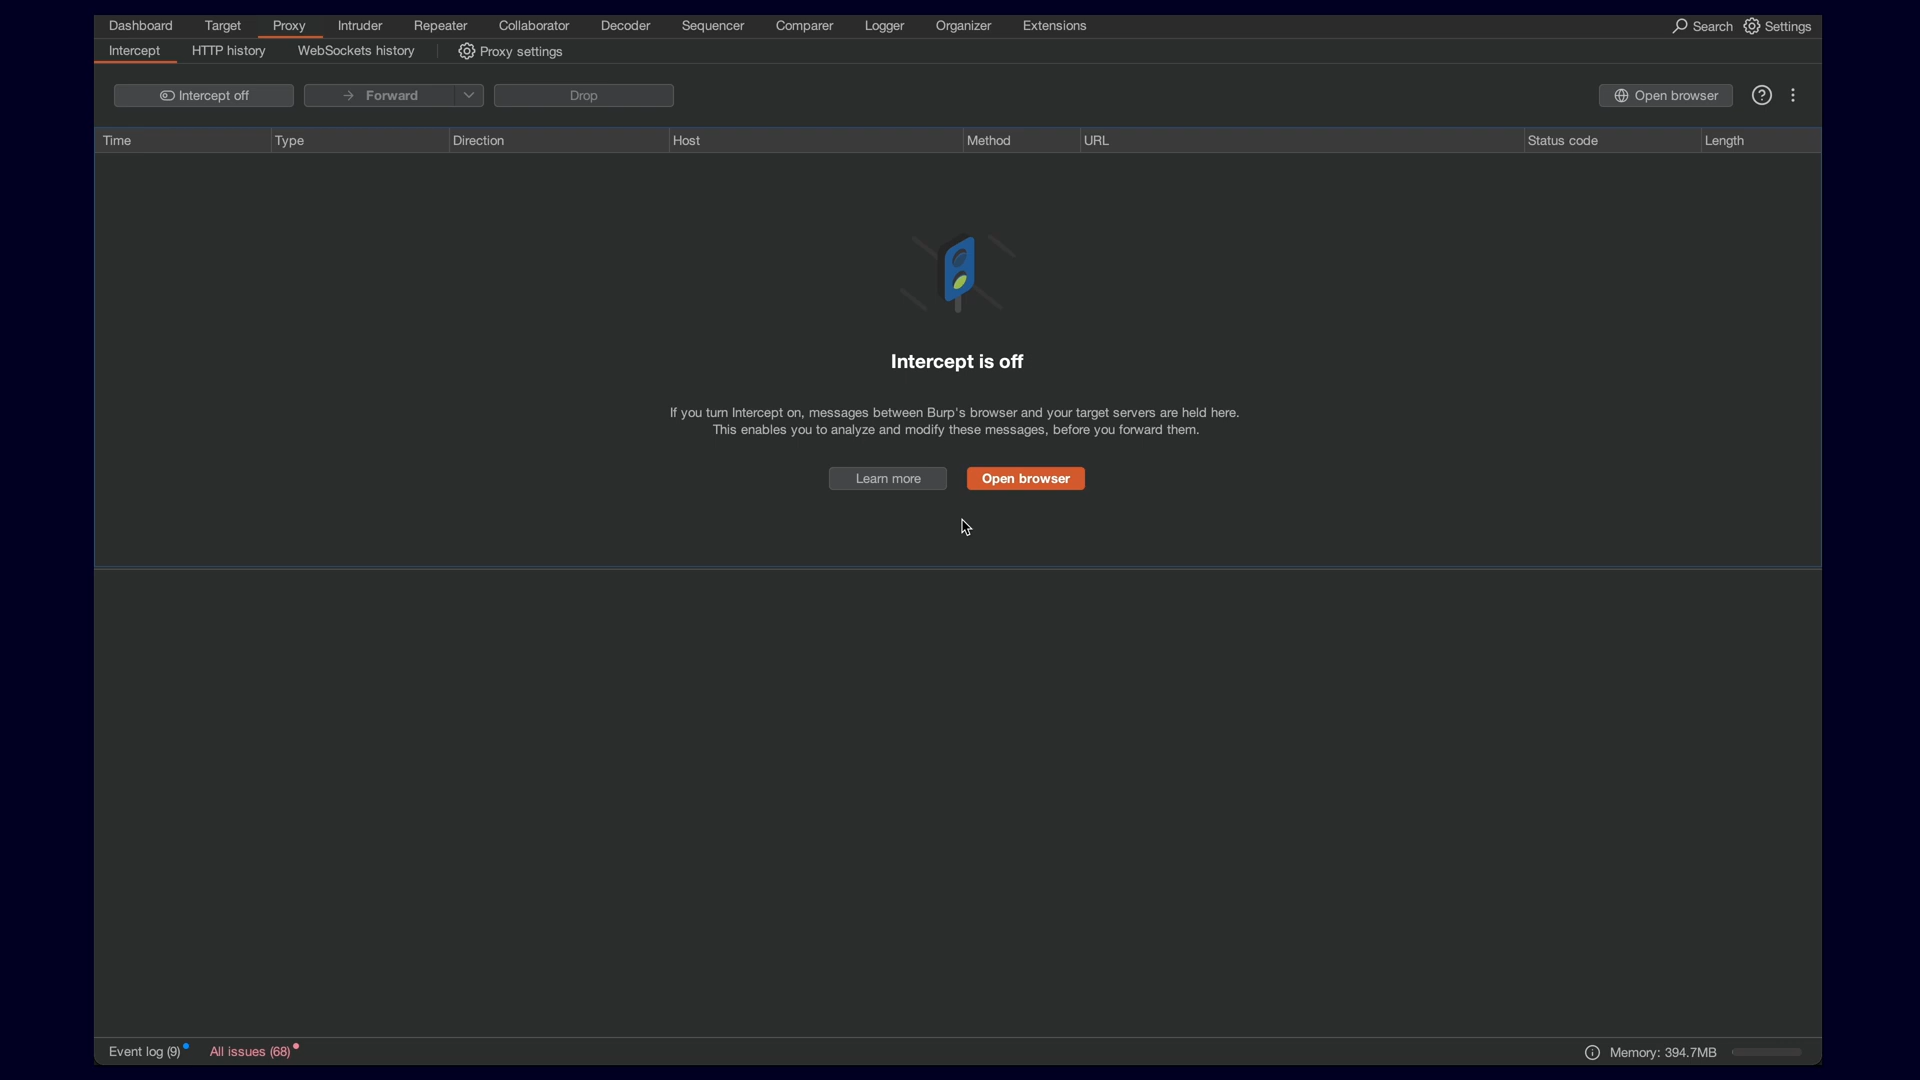 Dashboard Target Proxy Intruder Repeater Collaborator Decoder Sequencer Comparer Logger Organizer Extensions Search Settings
Intercept HTTP history WebSockets history Proxy settings
Intercept off Forward Drop Open browser
Time Type Direction Host Method URL Status code Length
Intercept is off
If you turn Intercept on, messages between Burp's browser and your target servers are held here.
This enables you to analyze and modify these messages, before you forward them.
Learn more Open browser
Event log (9) All issues (68) Memory: 394.7MB